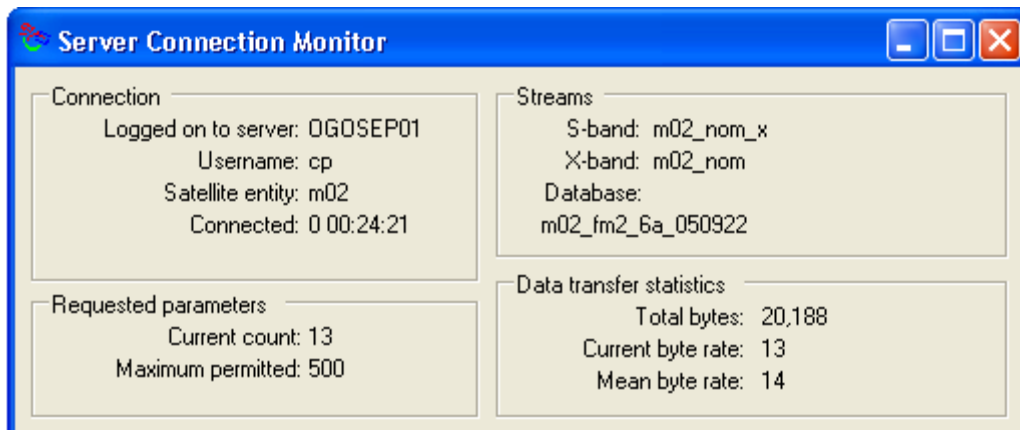 Server Connection Monitor
Connection
Logged on to server: OGOSEP01
Username: cp
Satellite entity: m02
Connected: 0 00:24:21
Requested parameters
Current count: 13
Maximum permitted: 500
Streams
S-band: m02_nom_x
X-band: m02_nom
Database:
m02_fm2_6a_050922
Data transfer statistics
Total bytes: 20,188
Current byte rate: 13
Mean byte rate: 14